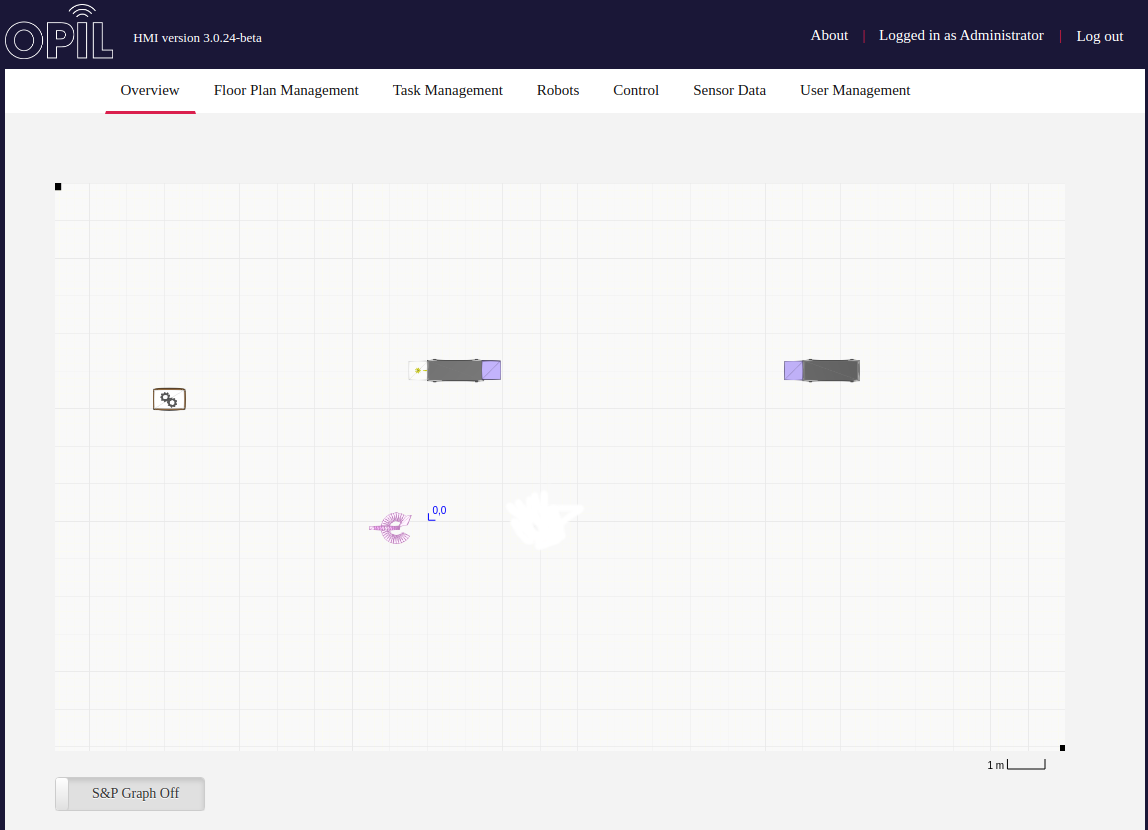 OPIL
HMI version 3.0.24-beta
About | Logged in as Administrator | Log out
Overview Floor Plan Management Task Management Robots Control Sensor Data User Management
0,0
1 m
S&P Graph Off